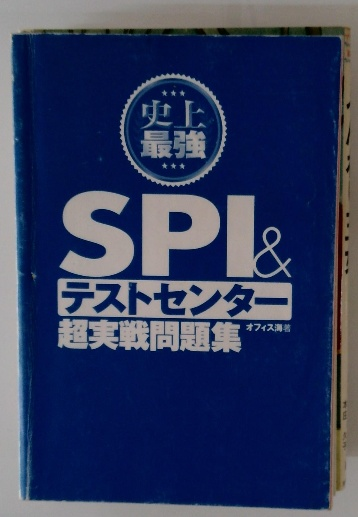 史上
最強
SPI&
テストセンター
超実戦問題集
オフィス海 著